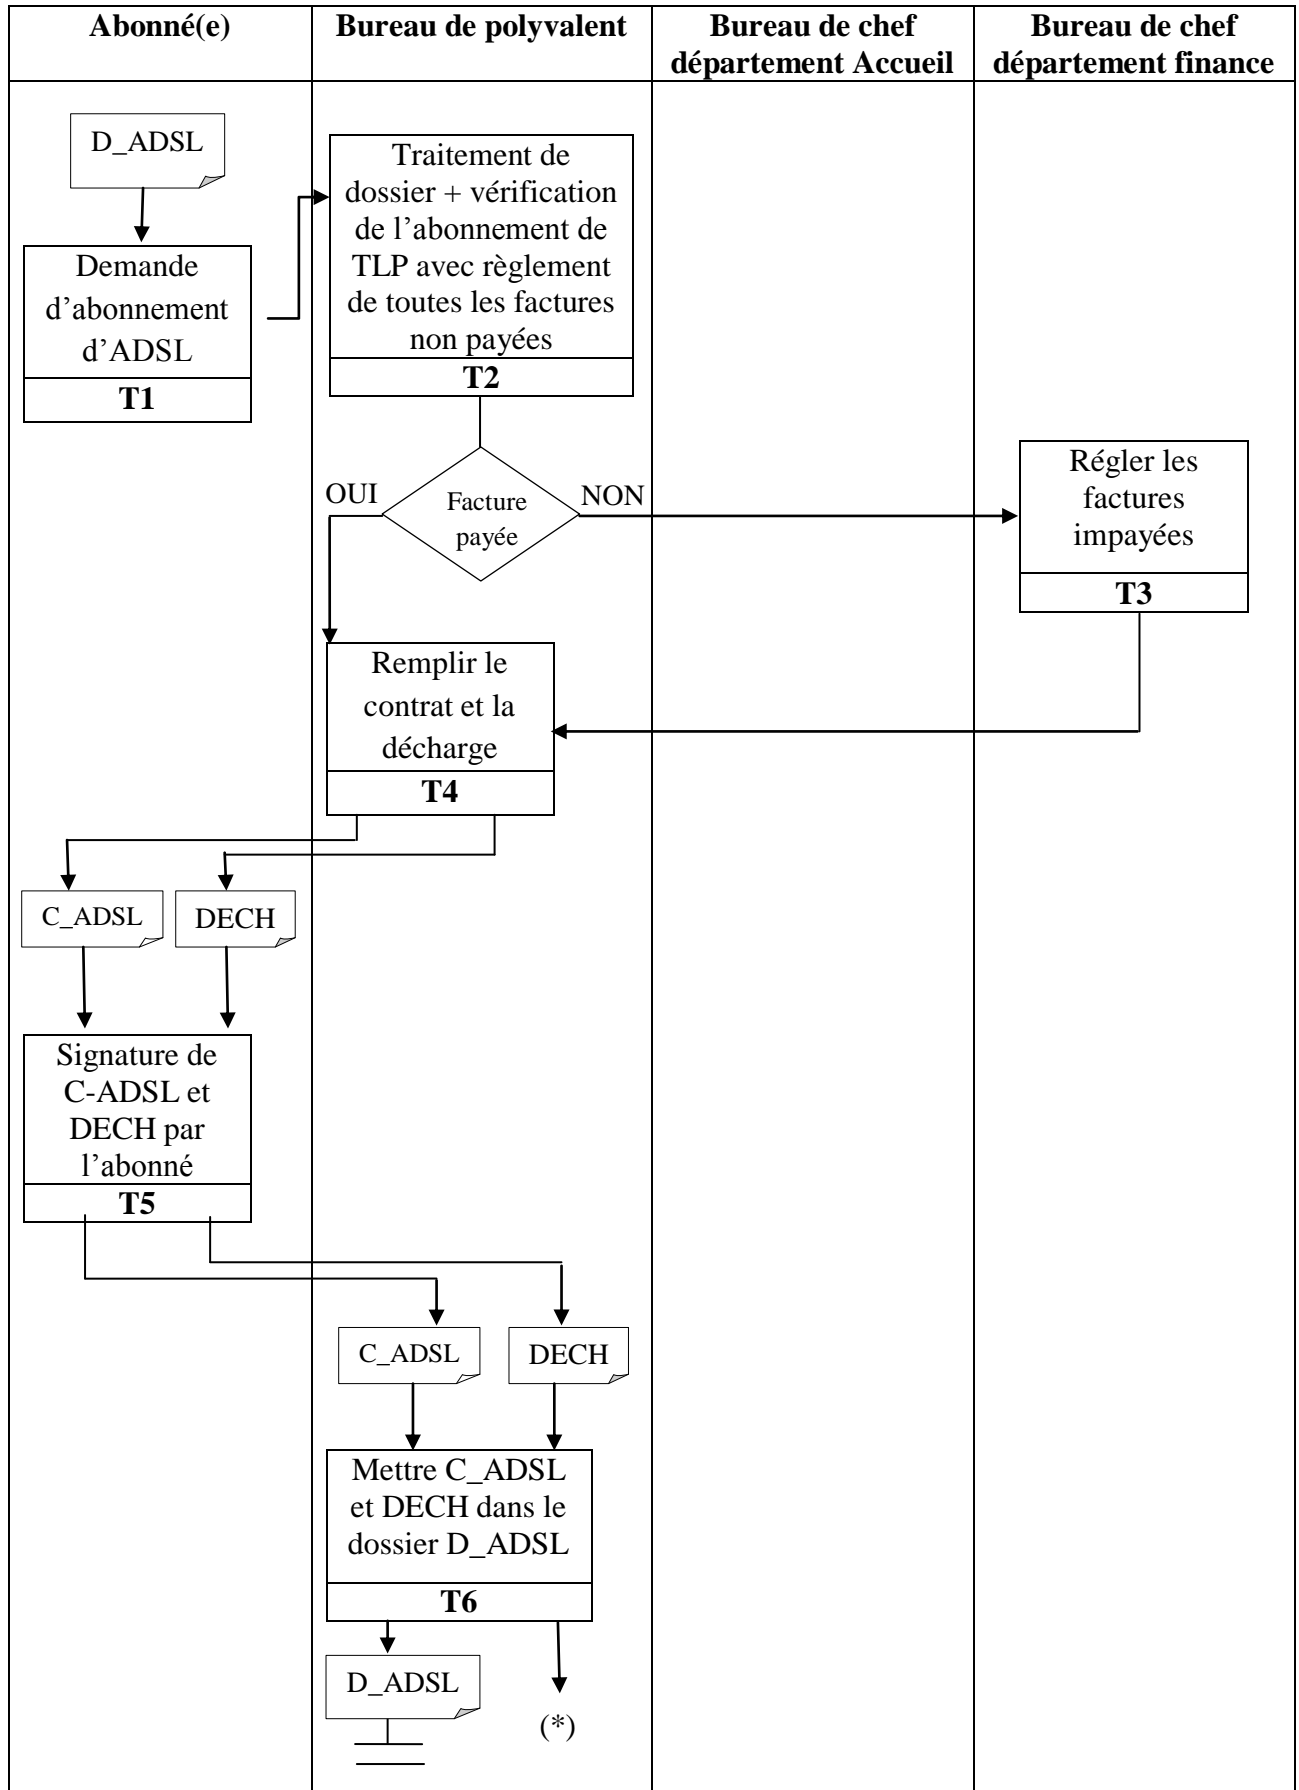 Abonné(e)
Bureau de polyvalent
Bureau de chef
département Accueil
Bureau de chef
département finance
D_ADSL
Demande
d’abonnement
d’ADSL
T1
Traitement de
dossier + vérification
de l’abonnement de
TLP avec règlement
de toutes les factures
non payées
T2
OUI
Facture
payée
NON
Régler les
factures
impayées
T3
Remplir le
contrat et la
décharge
T4
C_ADSL
DECH
Signature de
C-ADSL et
DECH par
l’abonné
T5
C_ADSL
DECH
Mettre C_ADSL
et DECH dans le
dossier D_ADSL
T6
D_ADSL
(*)